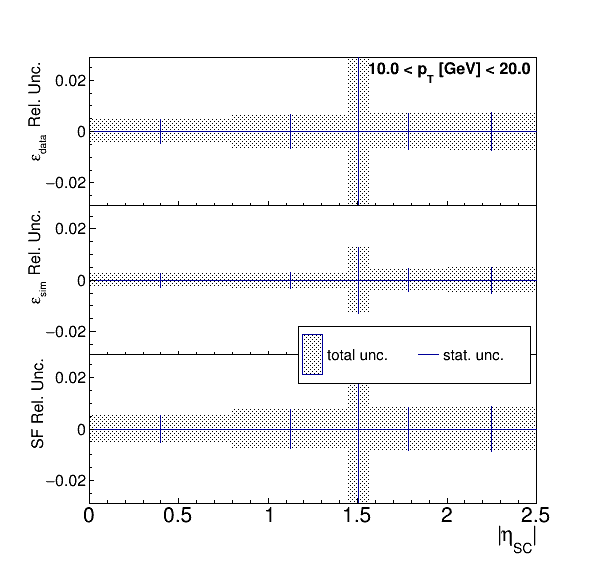 10.0 < p_T [GeV] < 20.0
ε_data Rel. Unc.
0.02
0
−0.02
ε_sim Rel. Unc.
0.02
0
−0.02
total unc. stat. unc.
SF Rel. Unc.
0.02
0
−0.02
0 0.5 1 1.5 2 2.5
|η_SC|